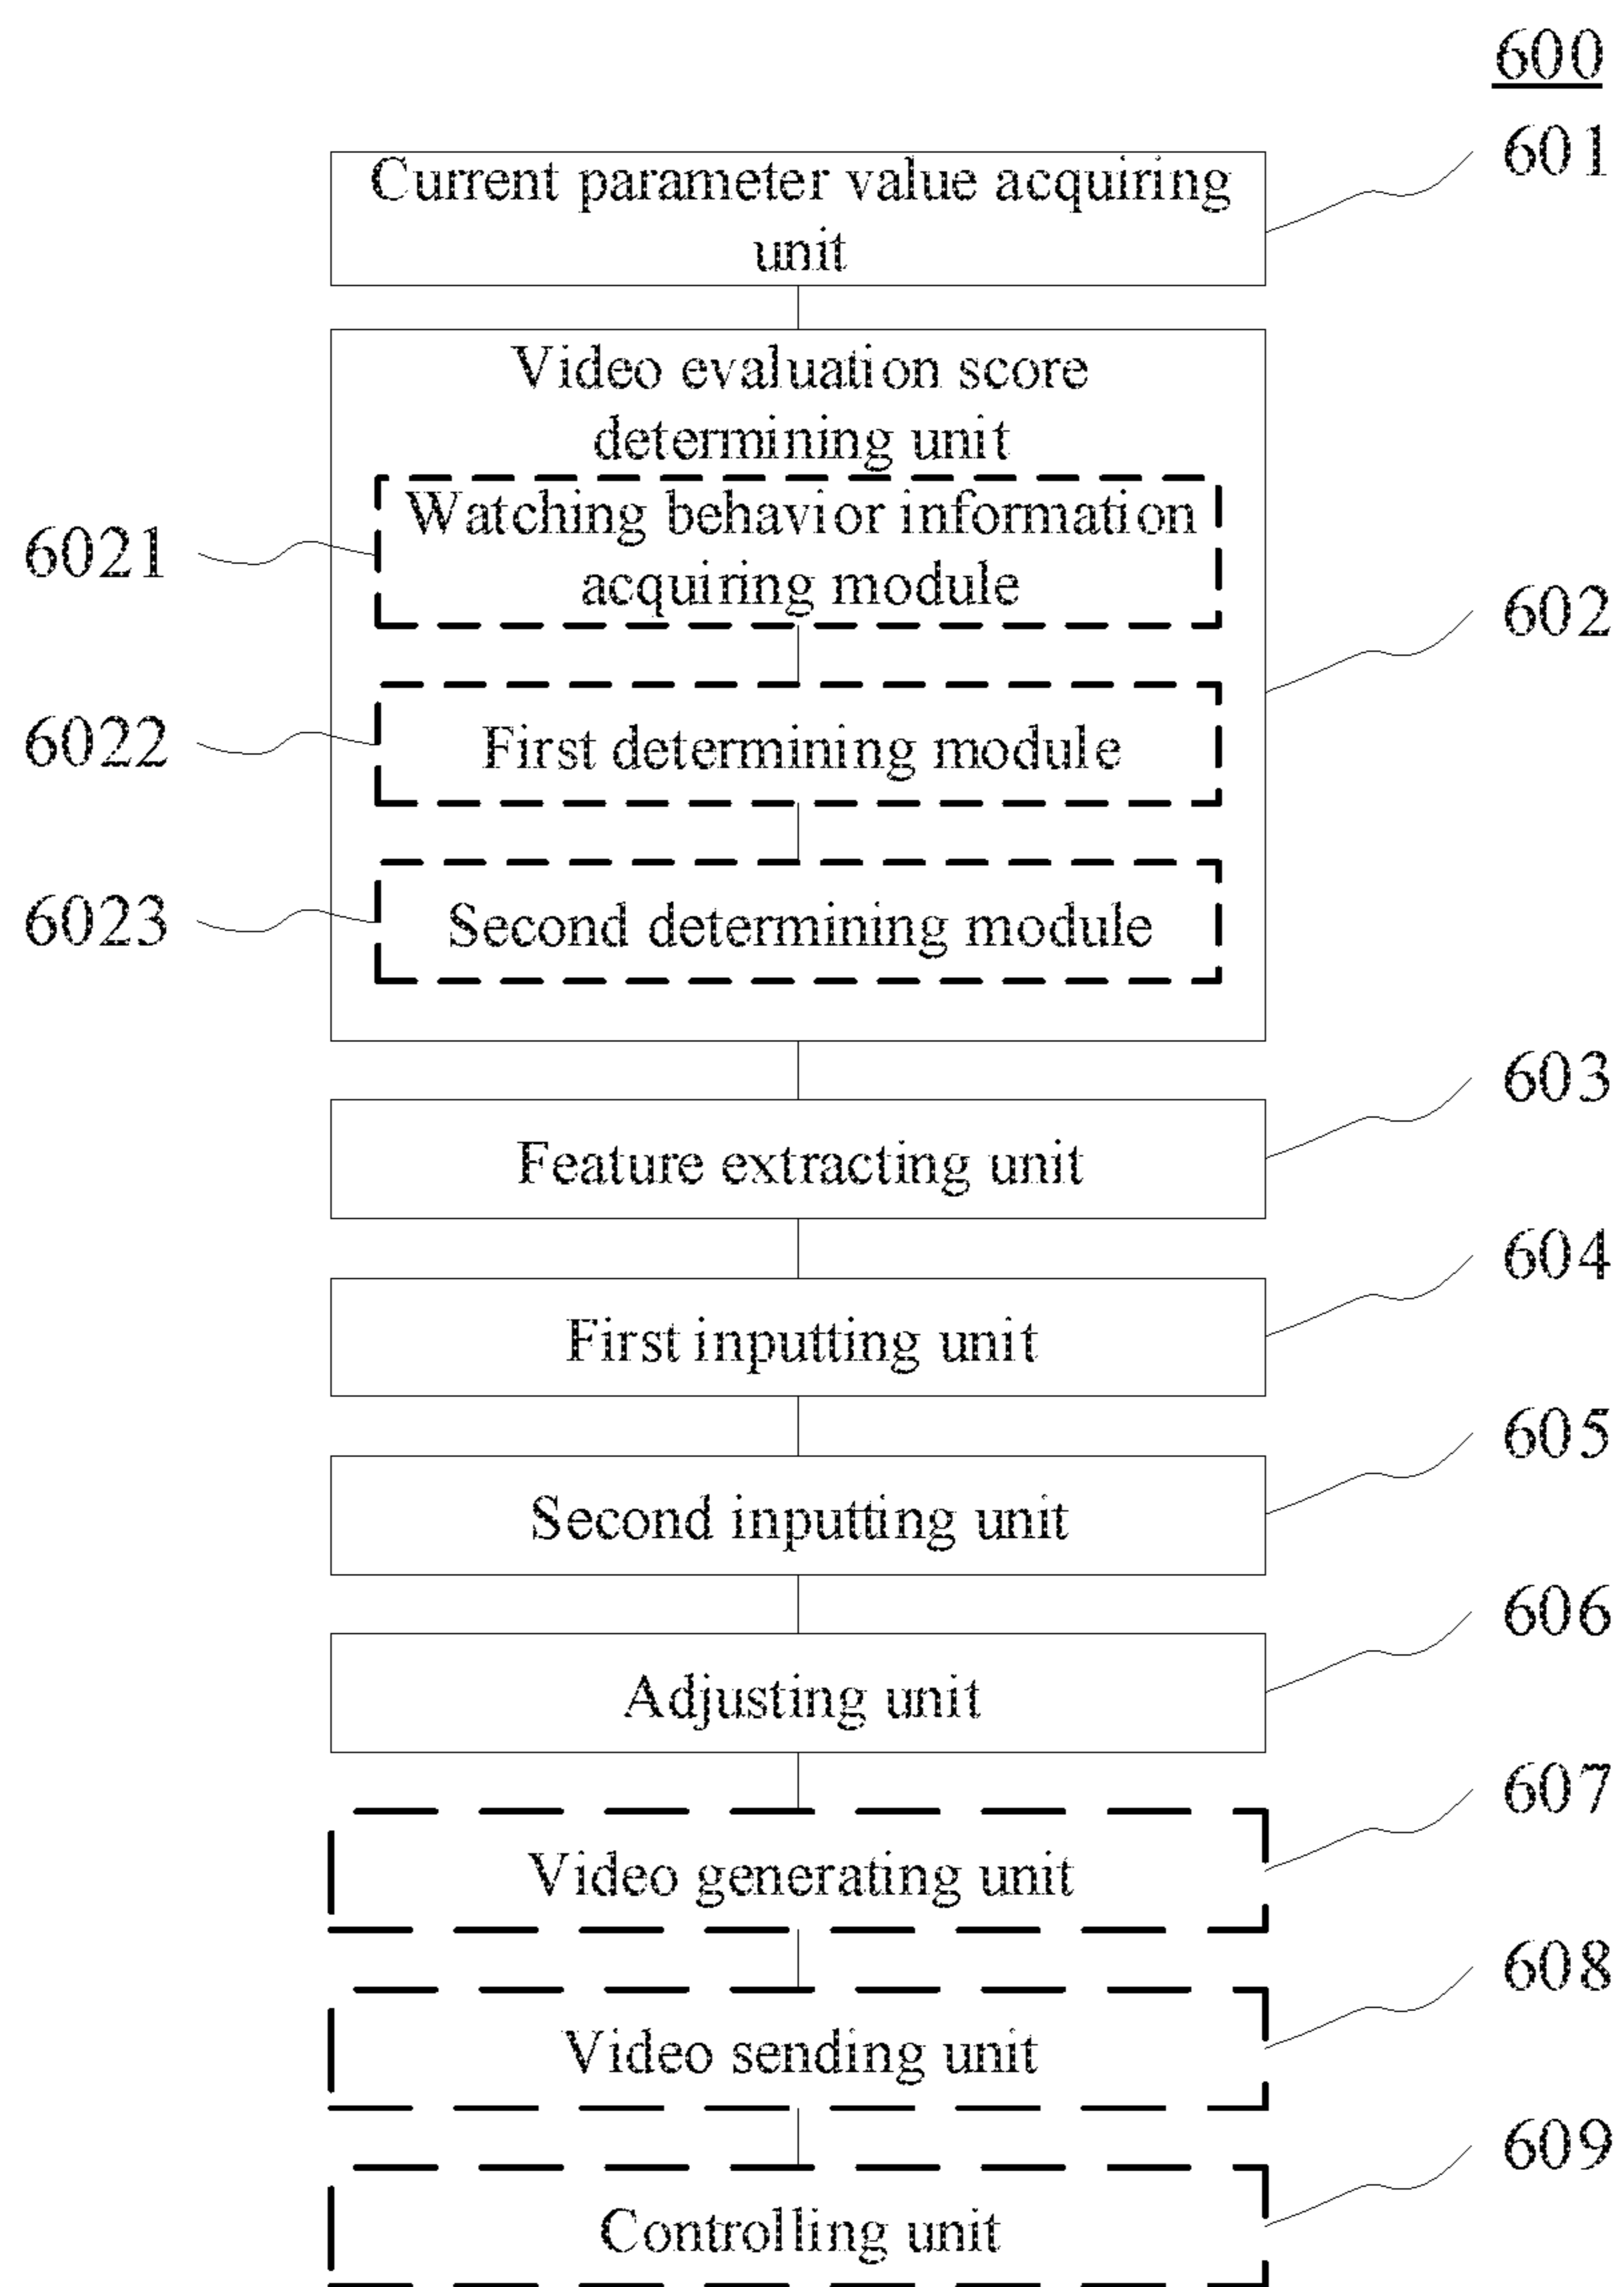 600
601
Current parameter value acquiring
unit
Video evaluation score
determining unit
6021
Watching behavior information
acquiring module
602
6022
First determining module
6023
Second determining module
603
Feature extracting unit
604
First inputting unit
605
Second inputting unit
606
Adjusting unit
607
Video generating unit
608
Video sending unit
609
Controlling unit